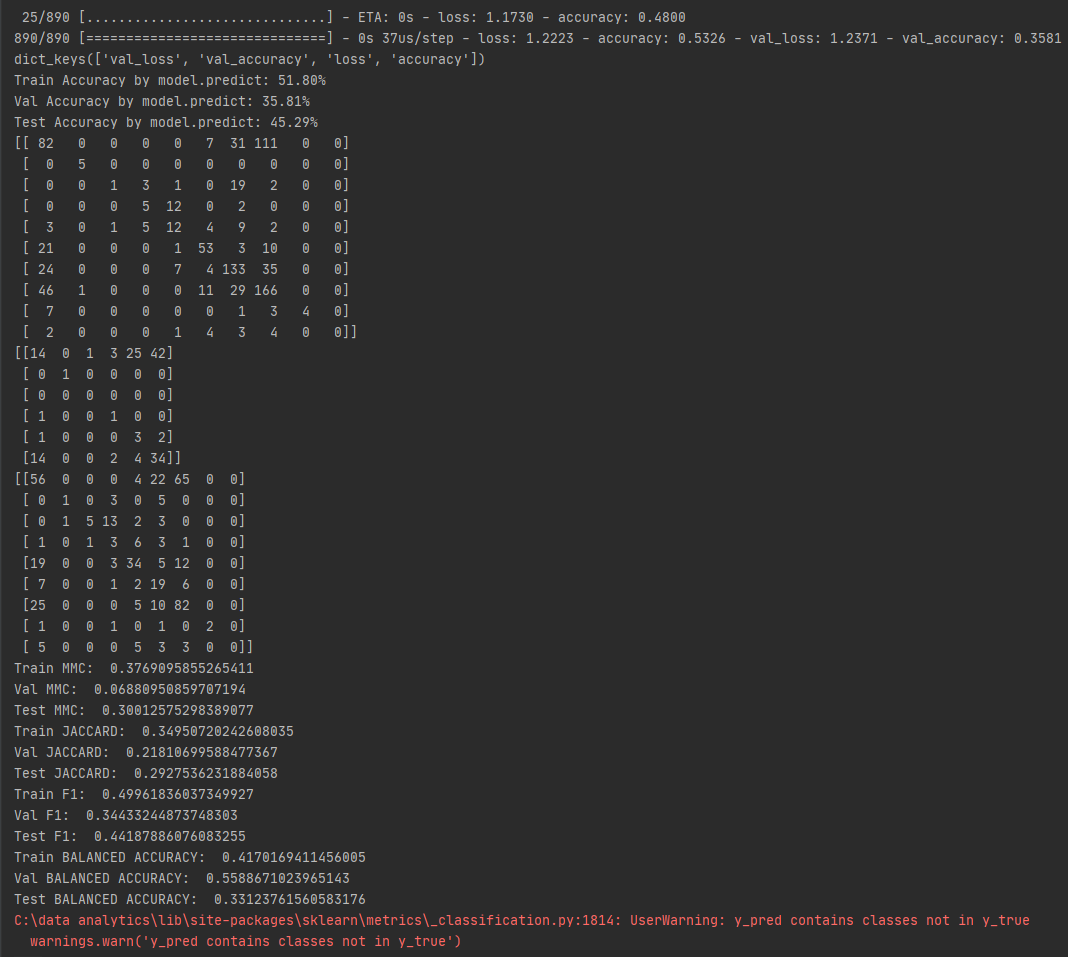 25/890 [..............................] - ETA: 0s - loss: 1.1730 - accuracy: 0.4800
890/890 [==============================] - 0s 37us/step - loss: 1.2223 - accuracy: 0.5326 - val_loss: 1.2371 - val_accuracy: 0.3581
dict_keys(['val_loss', 'val_accuracy', 'loss', 'accuracy'])
Train Accuracy by model.predict: 51.80%
Val Accuracy by model.predict: 35.81%
Test Accuracy by model.predict: 45.29%
[[ 82   0   0   0   0   7  31 111   0   0]
 [  0   5   0   0   0   0   0   0   0   0]
 [  0   0   1   3   1   0  19   2   0   0]
 [  0   0   0   5  12   0   2   0   0   0]
 [  3   0   1   5  12   4   9   2   0   0]
 [ 21   0   0   0   1  53   3  10   0   0]
 [ 24   0   0   0   7   4 133  35   0   0]
 [ 46   1   0   0   0  11  29 166   0   0]
 [  7   0   0   0   0   0   1   3   4   0]
 [  2   0   0   0   1   4   3   4   0   0]]
[[14  0  1  3 25 42]
 [ 0  1  0  0  0  0]
 [ 0  0  0  0  0  0]
 [ 1  0  0  1  0  0]
 [ 1  0  0  0  3  2]
 [14  0  0  2  4 34]]
[[56  0  0  0  4 22 65  0  0]
 [ 0  1  0  3  0  5  0  0  0]
 [ 0  1  5 13  2  3  0  0  0]
 [ 1  0  1  3  6  3  1  0  0]
 [19  0  0  3 34  5 12  0  0]
 [ 7  0  0  1  2 19  6  0  0]
 [25  0  0  0  5 10 82  0  0]
 [ 1  0  0  1  0  1  0  2  0]
 [ 5  0  0  0  5  3  3  0  0]]
Train MMC:  0.3769095855265411
Val MMC:  0.06880950859707194
Test MMC:  0.30012575298389077
Train JACCARD:  0.34950720242608035
Val JACCARD:  0.21810699588477367
Test JACCARD:  0.2927536231884058
Train F1:  0.49961836037349927
Val F1:  0.34433244873748303
Test F1:  0.44187886076083255
Train BALANCED ACCURACY:  0.4170169411456005
Val BALANCED ACCURACY:  0.5588671023965143
Test BALANCED ACCURACY:  0.33123761560583176
C:\data analytics\lib\site-packages\sklearn\metrics\_classification.py:1814: UserWarning: y_pred contains classes not in y_true
  warnings.warn('y_pred contains classes not in y_true')